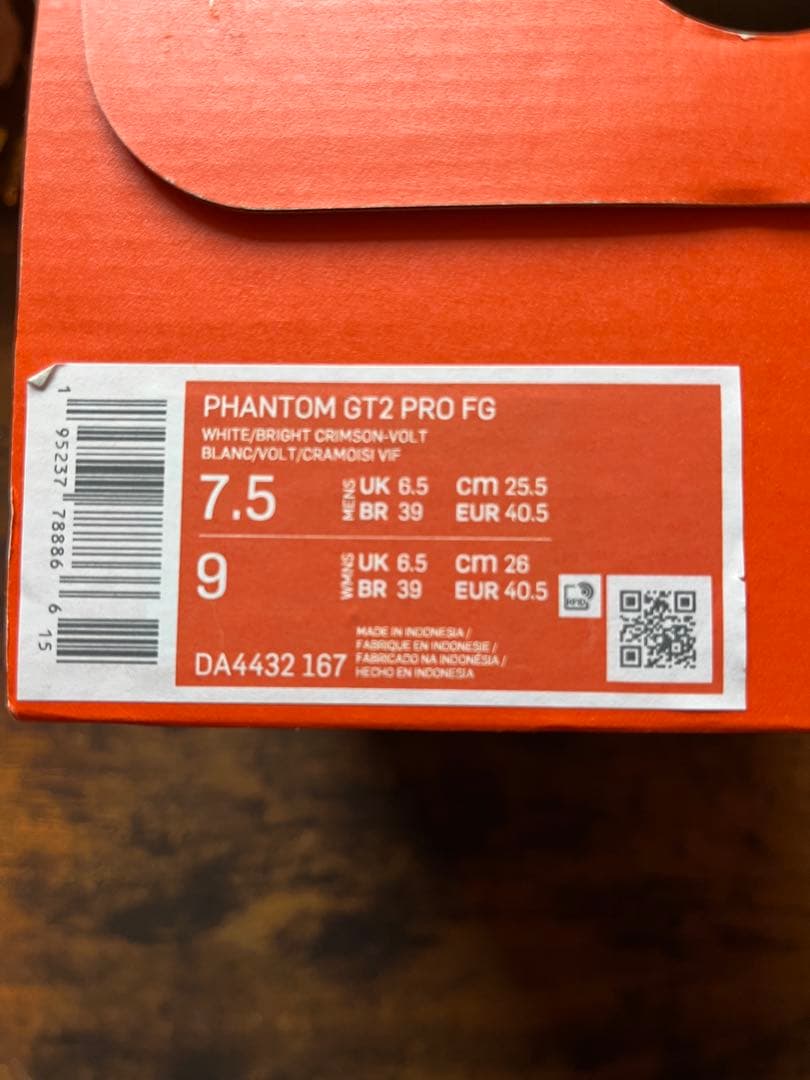 PHANTOM GT2 PRO FG
WHITE/BRIGHT CRIMSON-VOLT
BLANC/VOLT/CRAMOISI VIF
7.5 MENS UK 6.5 cm 25.5
BR 39 EUR 40.5
9 WMNS UK 6.5 cm 26
BR 39 EUR 40.5
RFID
DA4432 167
MADE IN INDONESIA /
FABRIQUE EN INDONESIE /
FABRICADO NA INDONÉSIA /
HECHO EN INDONESIA
1 95237 78886 6 15